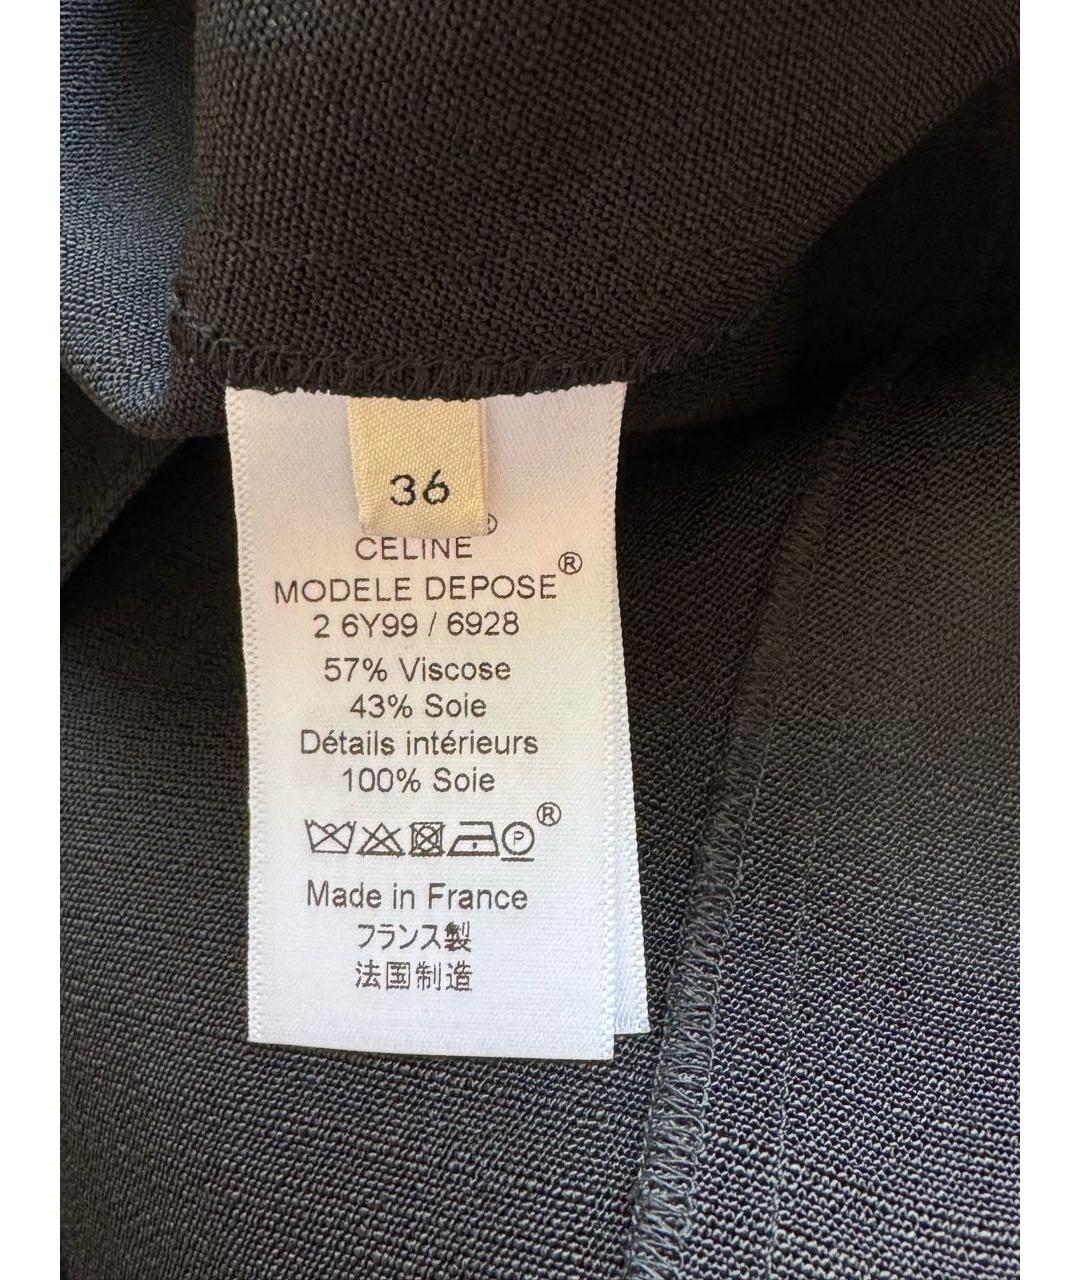 36
®
CELINE
MODELE DEPOSE®
2 6Y99 / 6928
57% Viscose
43% Soie
Détails intérieurs
100% Soie
P ®
Made in France
フランス製
法国制造